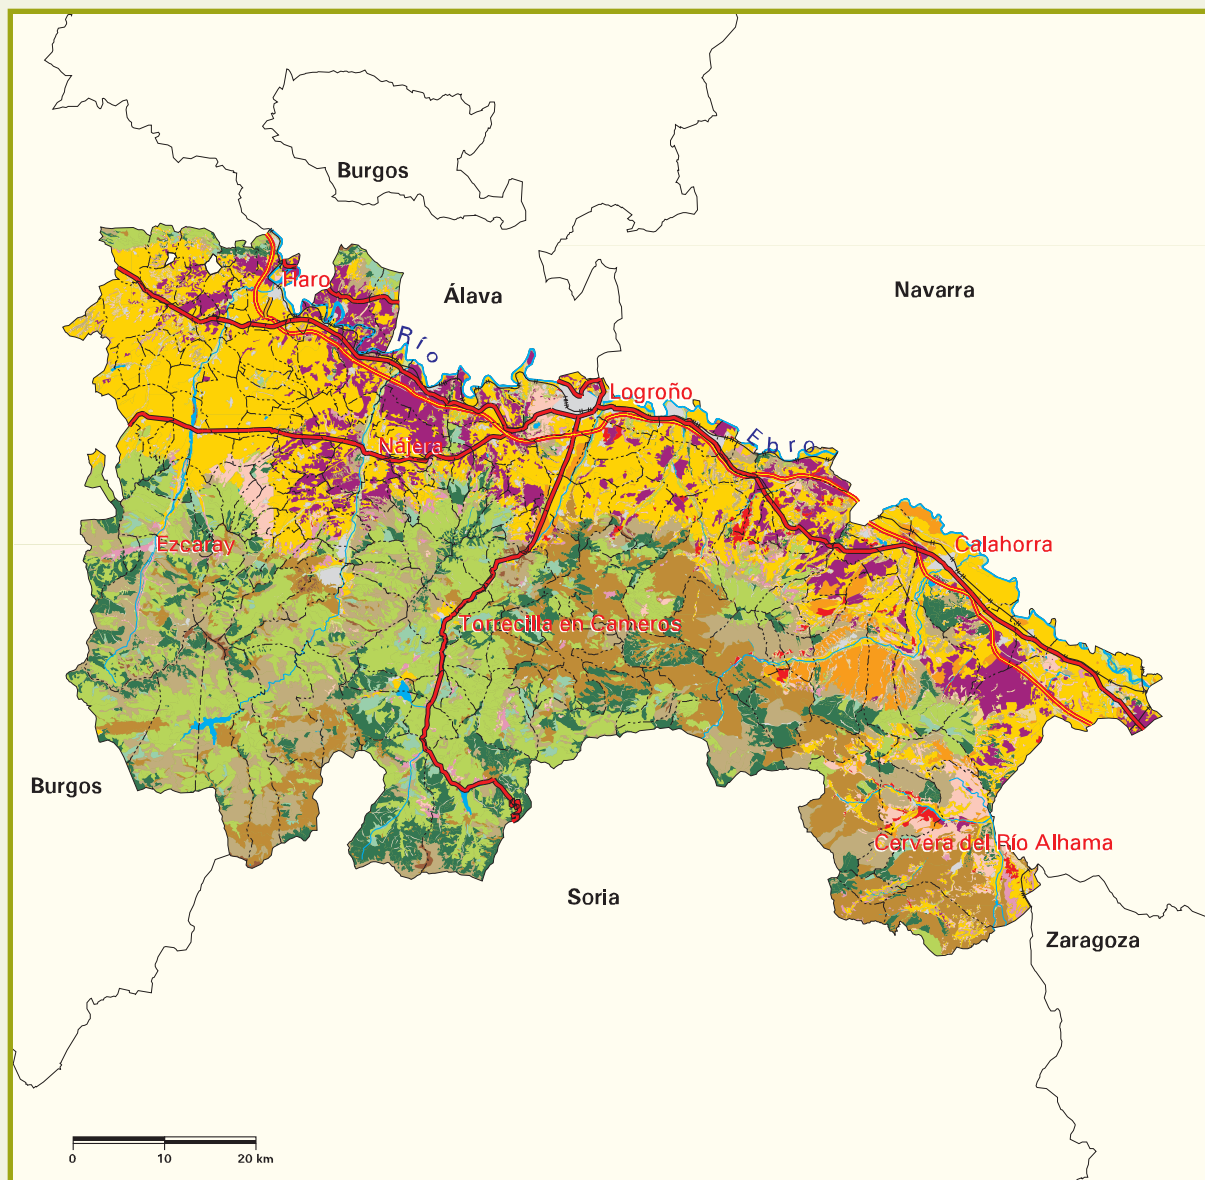 Burgos
Haro
Álava
Navarra
Río
Logroño
Ebro
Nájera
Ezcaray
Calahorra
Torrecilla en Cameros
Burgos
Cervera del Río Alhama
Soria
Zaragoza
0 10 20 km